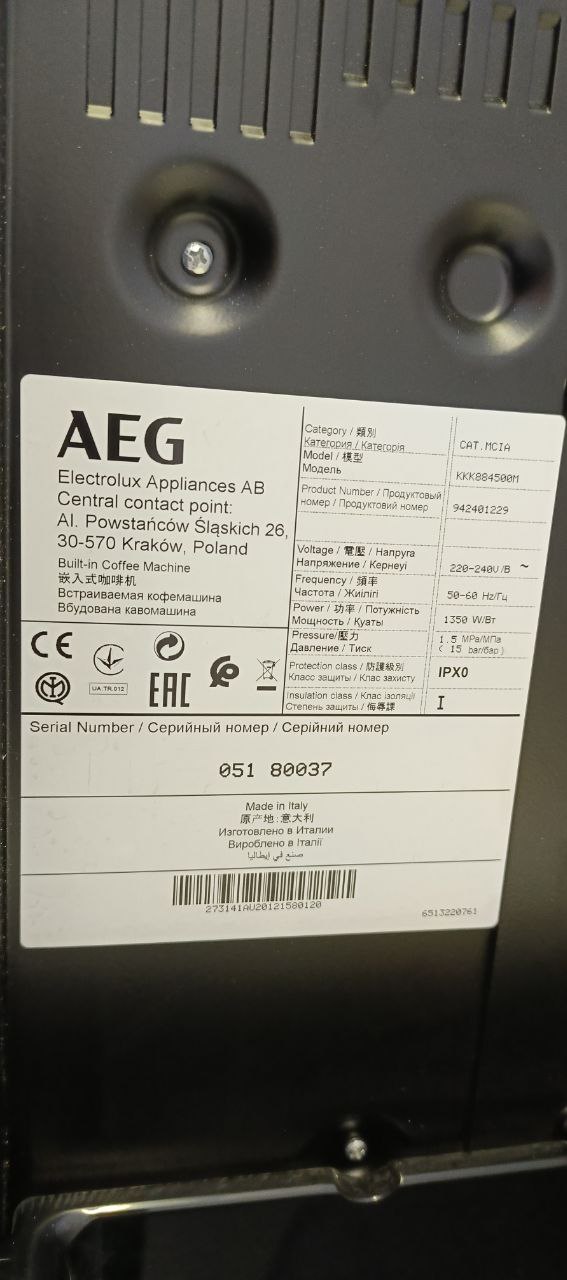 AEG
Electrolux Appliances AB
Central contact point:
Al. Powstańców Śląskich 26,
30-570 Kraków, Poland
Built-in Coffee Machine
嵌入式咖啡机
Встраиваемая кофемашина
Вбудована кавомашина
Category / 類別
Категория / Категорія
CAT.MCIA
Model / 模型
Модель
KKK884500M
Product Number / Продуктовый
номер / Продуктовий номер
942401229
Voltage / 電壓 / Напруга
Напряжение / Кернеуі
220-240V/В ~
Frequency / 頻率
Частота / Жиілігі
50-60 Hz/Гц
Power / 功率 / Потужність
Мощность / Қуаты
1350 W/Вт
Pressure/壓力
Давление / Тиск
1.5 MPa/МПа
( 15 bar/бар )
Protection class / 防護級別
Класс защиты / Клас захисту
IPX0
Insulation class / Клас ізоляції
Степень защиты / 侮辱課
I
CE
UA TR.012
EAC
Serial Number / Серийный номер / Серійний номер
051 80037
Made in Italy
原产地:意大利
Изготовлено в Италии
Вироблено в Італії
صنع في إيطاليا
273141AU20121580120
6513220761